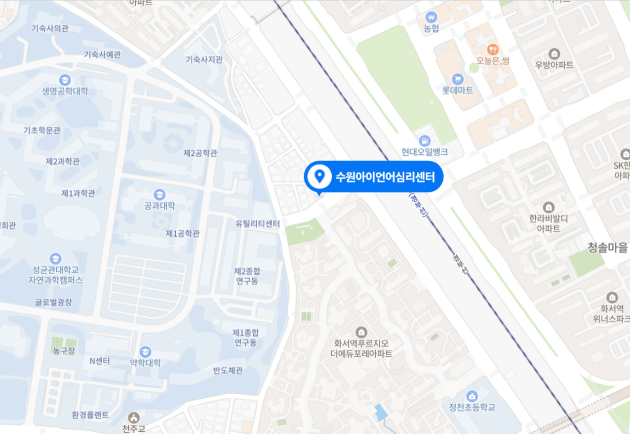 아파트
기숙사의관
농협
기숙사예관
기숙사지관
오늘은,쌈
우방아파트
생명공학대학
롯데마트
기초학문관
제2공학관
현대오일뱅크
제2과학관
수원아이언어심리센터
제1과학관
공과대학
유틸리티센터
한라비발디
아파트
제1공학관
청솔마을
성균관대학교
자연과학캠퍼스
제2종합
연구동
글로벌광장
화서역
위너스파크
제1종합
연구동
화서역푸르지오
더에듀포레아파트
농구장
N센터
약학대학
반도체관
정천초등학교
환경플랜트
천주교